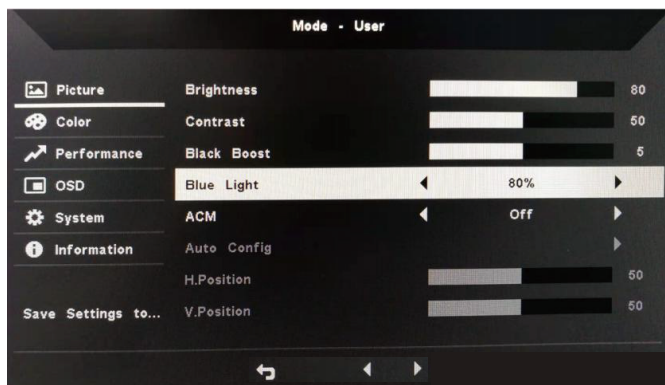 Mode - User
Picture
Color
Performance
OSD
System
Information
Save Settings to...
Brightness 80
Contrast 50
Black Boost 5
Blue Light 80%
ACM Off
Auto Config
H.Position 50
V.Position 50